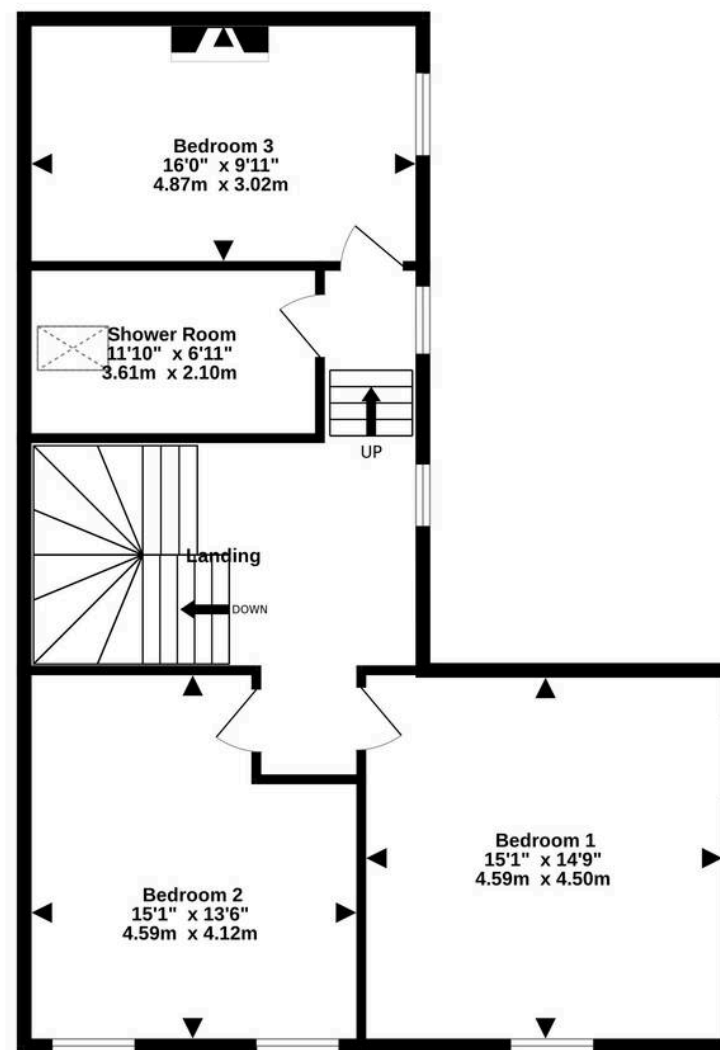 Bedroom 3
16'0" x 9'11"
4.87m x 3.02m
Shower Room
11'10" x 6'11"
3.61m x 2.10m
UP
Landing
DOWN
Bedroom 1
15'1" x 14'9"
4.59m x 4.50m
Bedroom 2
15'1" x 13'6"
4.59m x 4.12m